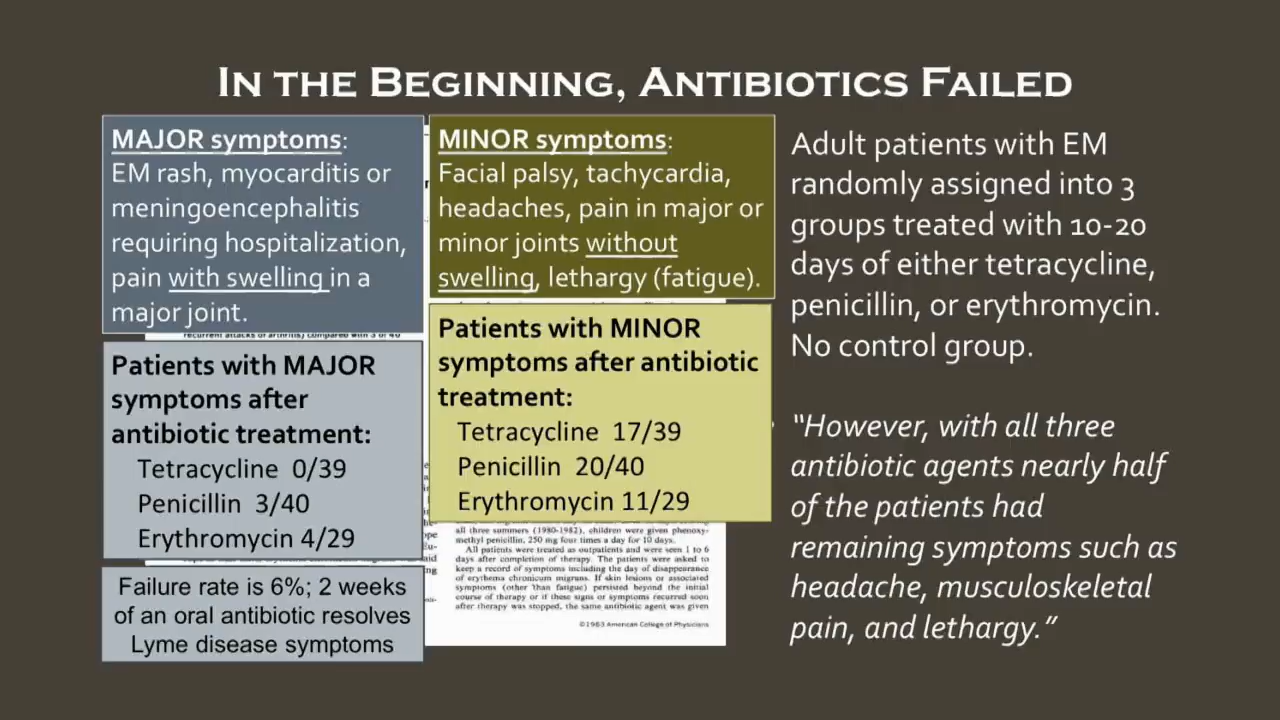 IN THE BEGINNING, ANTIBIOTICS FAILED
MAJOR symptoms:
EM rash, myocarditis or
meningoencephalitis
requiring hospitalization,
pain with swelling in a
major joint.
recurrent attacks of arthritis) compared with 3 of 40
Patients with MAJOR
symptoms after
antibiotic treatment:
Tetracycline 0/39
Penicillin 3/40
Erythromycin 4/29
Failure rate is 6%; 2 weeks
of an oral antibiotic resolves
Lyme disease symptoms
MINOR symptoms:
Facial palsy, tachycardia,
headaches, pain in major or
minor joints without
swelling, lethargy (fatigue).
Patients with MINOR
symptoms after antibiotic
treatment:
Tetracycline 17/39
Penicillin 20/40
Erythromycin 11/29
all three summers (1980-1982), children were given phenoxy-
methyl penicillin, 250 mg four times a day for 10 days.
All patients were treated as outpatients and were seen 1 to 6
days after completion of therapy. The patients were asked to
keep a record of symptoms including the day of disappearance
of erythema chronicum migrans. If skin lesions or associated
symptoms (other than fatigue) persisted beyond the initial
course of therapy or if these signs or symptoms recurred soon
after therapy was stopped, the same antibiotic agent was given
©1983 American College of Physicians
Adult patients with EM
randomly assigned into 3
groups treated with 10-20
days of either tetracycline,
penicillin, or erythromycin.
No control group.
“However, with all three
antibiotic agents nearly half
of the patients had
remaining symptoms such as
headache, musculoskeletal
pain, and lethargy.”